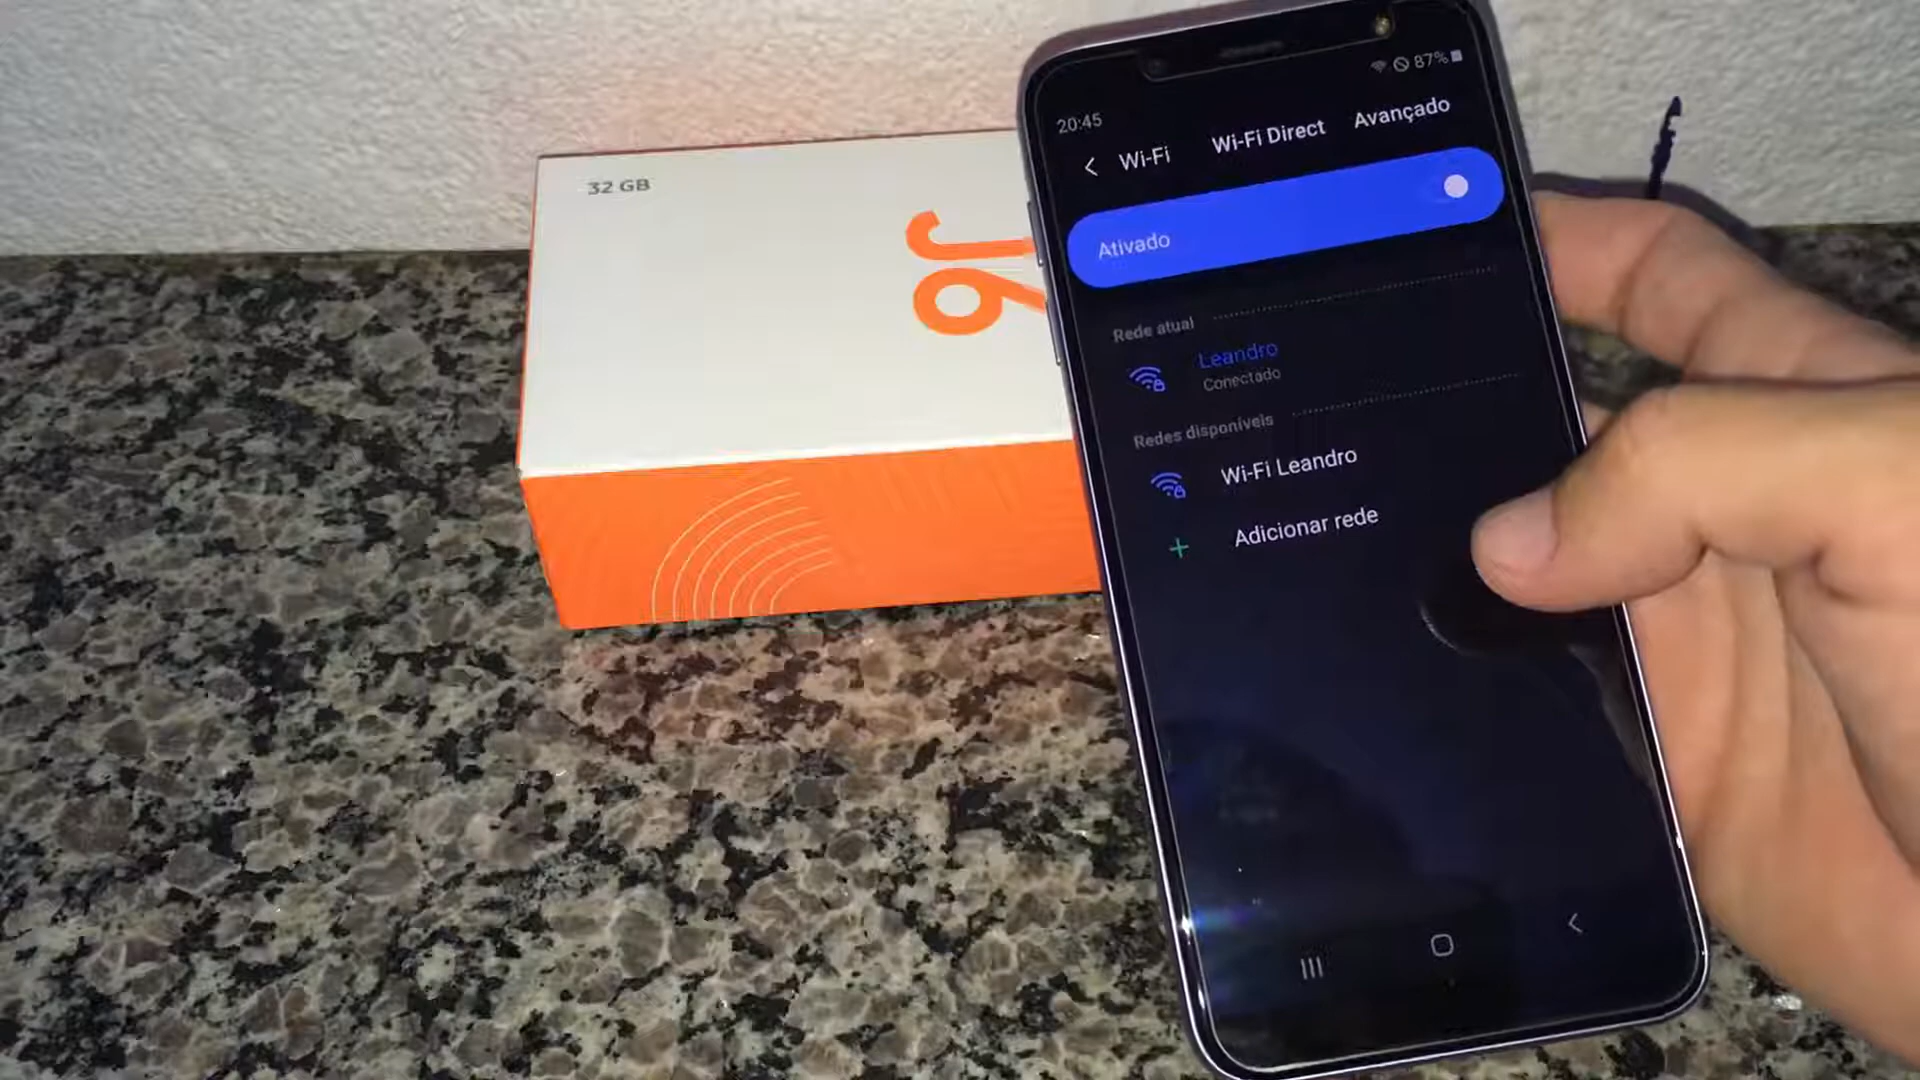 32 GB
J6
87%
20:45
Wi-Fi
Wi-Fi Direct
Avançado
Ativado
Rede atual
Leandro
Conectado
Redes disponíveis
Wi-Fi Leandro
Adicionar rede